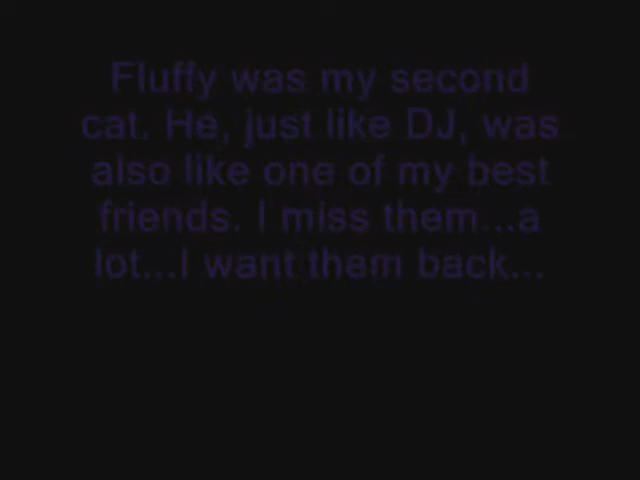 Fluffy was my second
cat. He, just like DJ, was
also like one of my best
friends. I miss them...a
lot...I want them back...